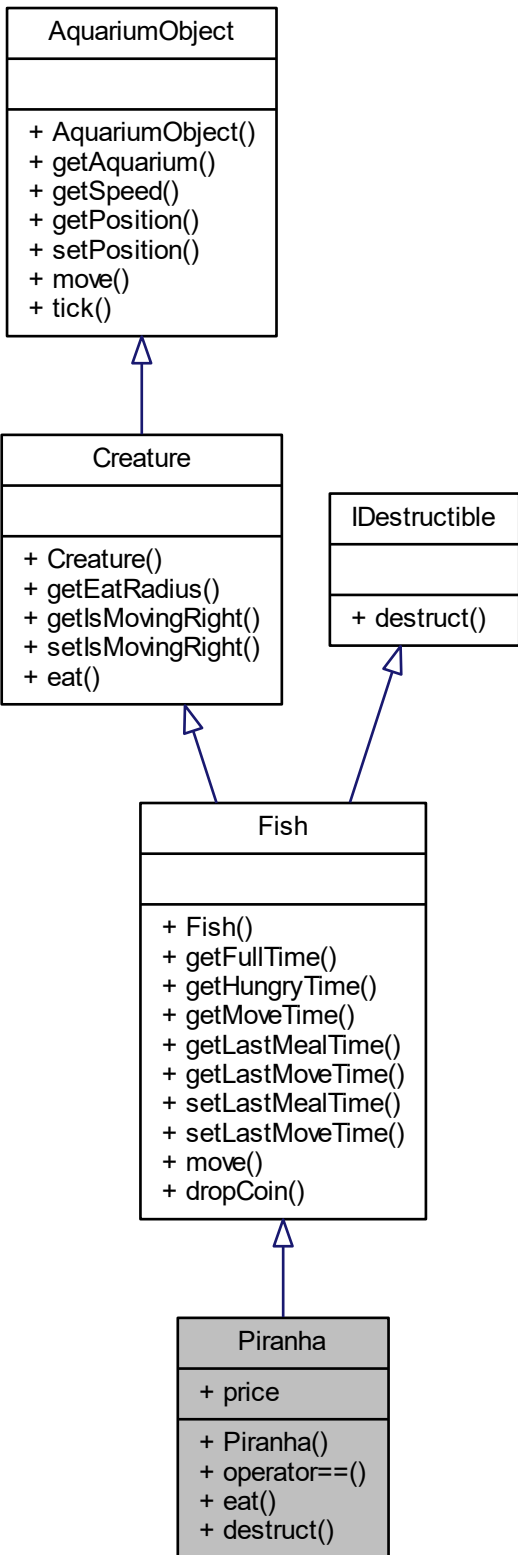 AquariumObject
+ AquariumObject()
+ getAquarium()
+ getSpeed()
+ getPosition()
+ setPosition()
+ move()
+ tick()
Creature
+ Creature()
+ getEatRadius()
+ getIsMovingRight()
+ setIsMovingRight()
+ eat()
IDestructible
+ destruct()
Fish
+ Fish()
+ getFullTime()
+ getHungryTime()
+ getMoveTime()
+ getLastMealTime()
+ getLastMoveTime()
+ setLastMealTime()
+ setLastMoveTime()
+ move()
+ dropCoin()
Piranha
+ price
+ Piranha()
+ operator==()
+ eat()
+ destruct()